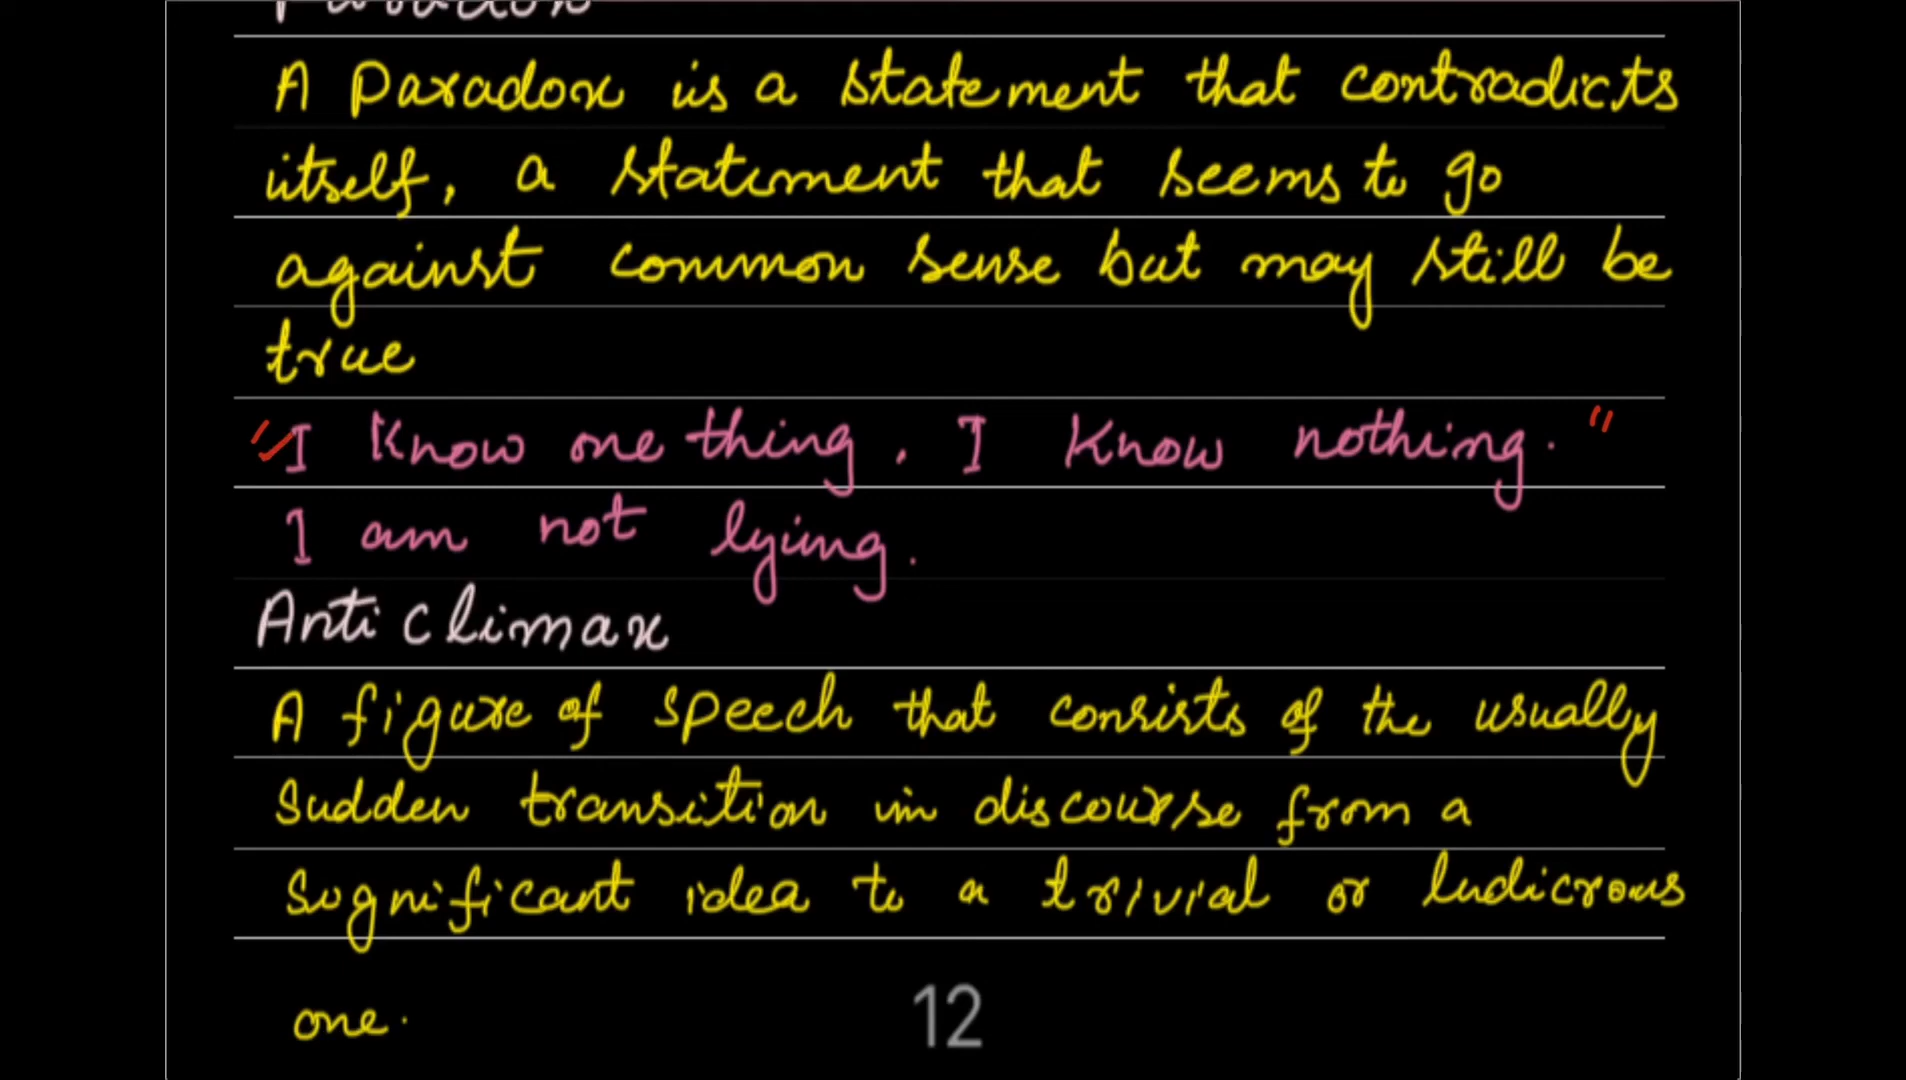 Paradox
A Paradox is a statement that contradicts
itself, a statement that seems to go
against common sense but may still be
true
"I Know one thing. I Know nothing."
I am not lying.
Anticlimax
A figure of speech that consists of the usually
sudden transition in discourse from a
significant idea to a trivial or ludicrous
one.
12